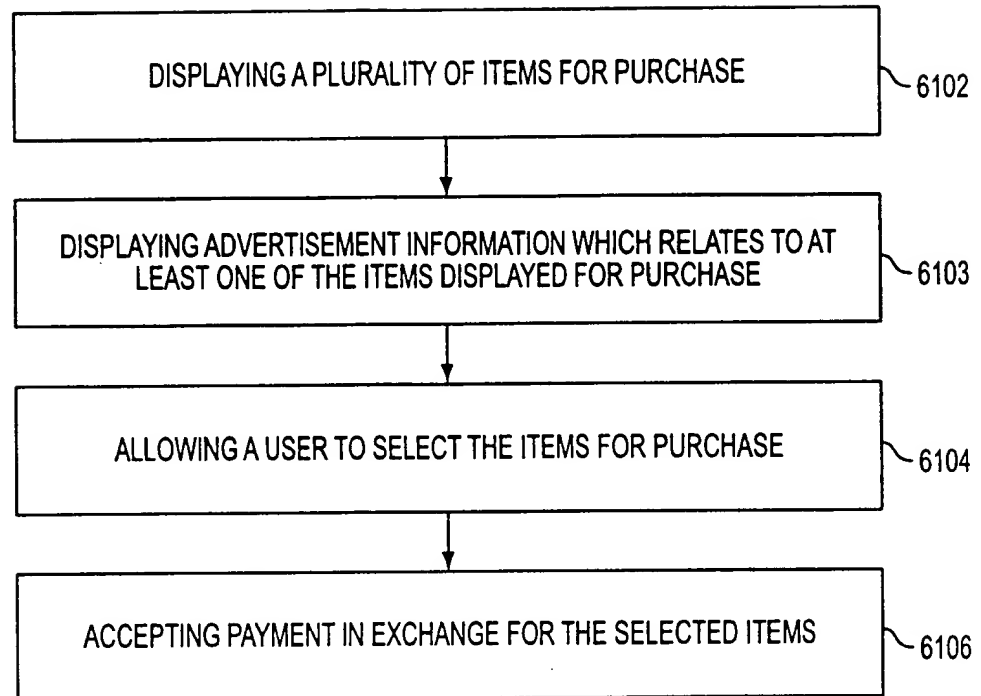 DISPLAYING A PLURALITY OF ITEMS FOR PURCHASE
6102
DISPLAYING ADVERTISEMENT INFORMATION WHICH RELATES TO AT
LEAST ONE OF THE ITEMS DISPLAYED FOR PURCHASE
6103
ALLOWING A USER TO SELECT THE ITEMS FOR PURCHASE
6104
ACCEPTING PAYMENT IN EXCHANGE FOR THE SELECTED ITEMS
6106